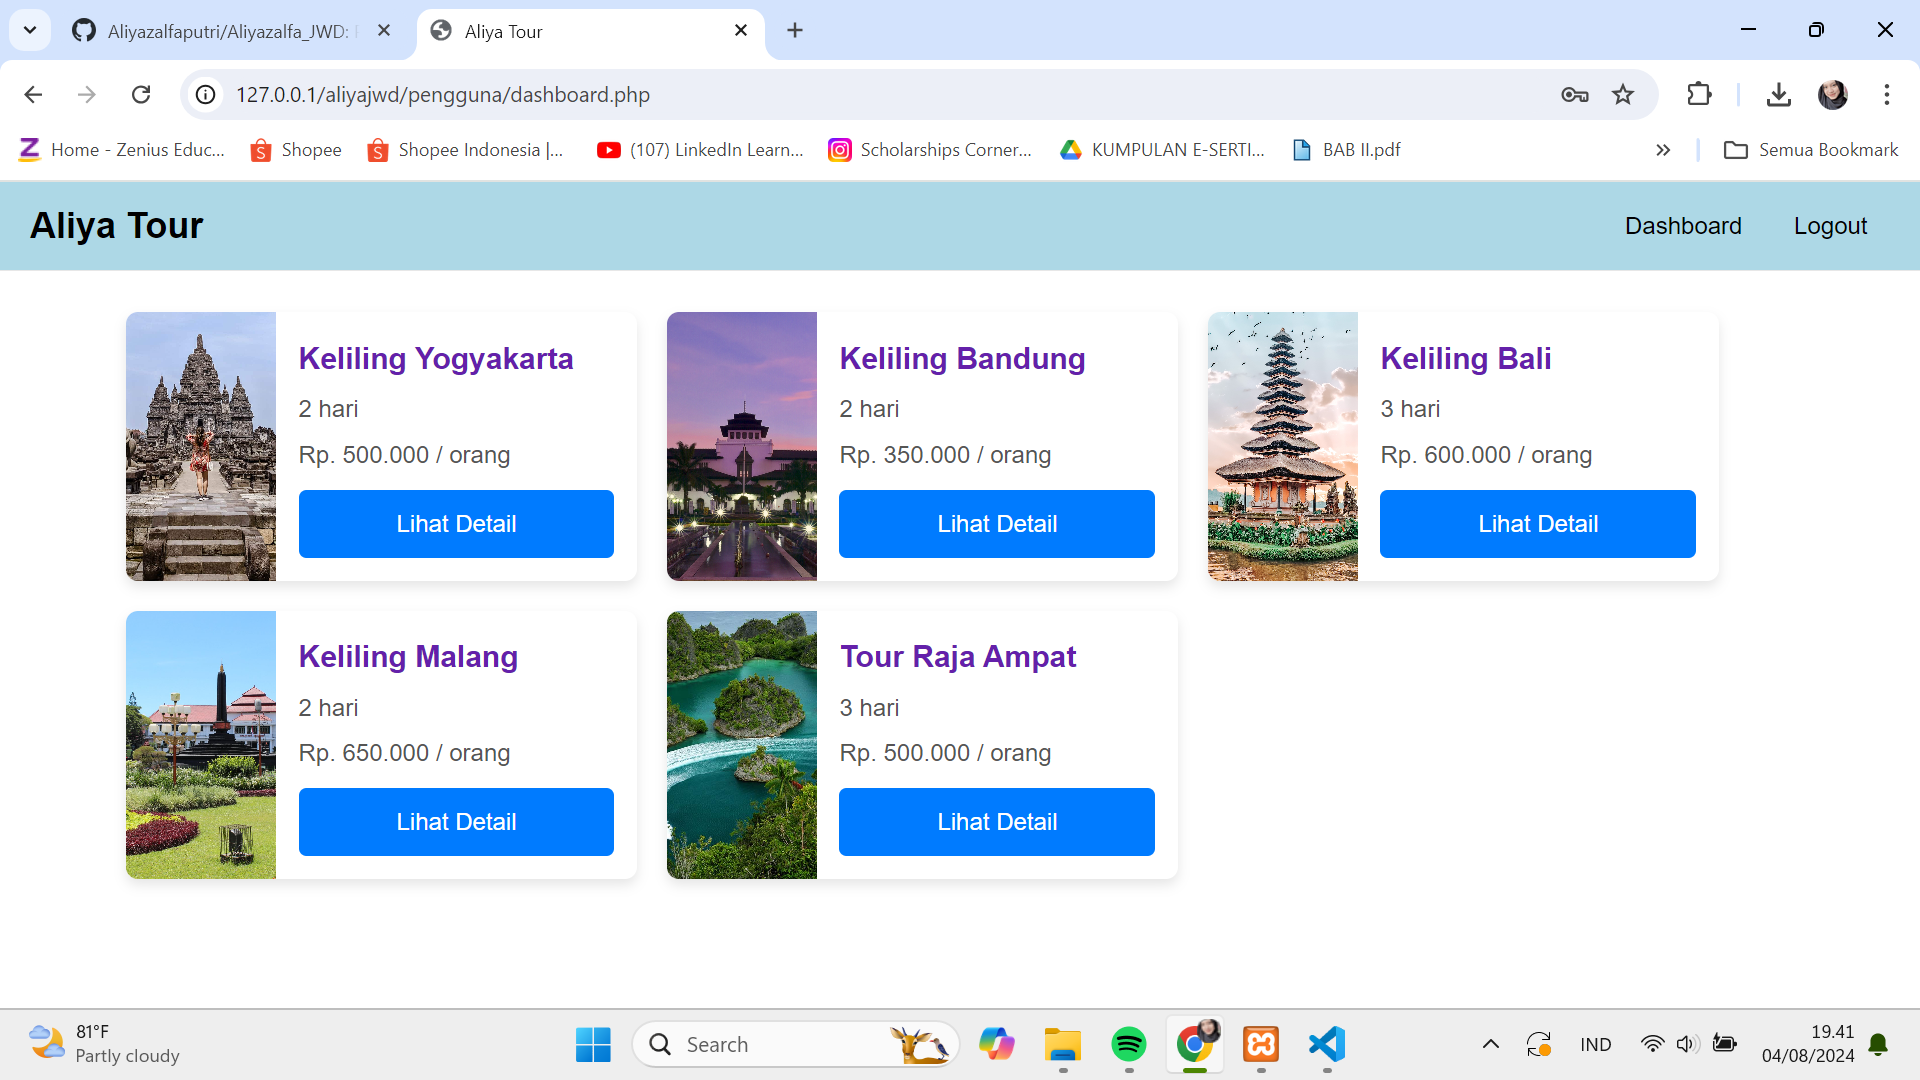 Aliyazalfaputri/Aliyazalfa_JWD:
Aliya Tour
127.0.0.1/aliyajwd/pengguna/dashboard.php
Home - Zenius Educ...
Shopee
Shopee Indonesia |...
(107) LinkedIn Learn...
Scholarships Corner...
KUMPULAN E-SERTI...
BAB II.pdf
Semua Bookmark
Aliya Tour
Dashboard
Logout
Keliling Yogyakarta
2 hari
Rp. 500.000 / orang
Lihat Detail
Keliling Bandung
2 hari
Rp. 350.000 / orang
Lihat Detail
Keliling Bali
3 hari
Rp. 600.000 / orang
Lihat Detail
Keliling Malang
2 hari
Rp. 650.000 / orang
Lihat Detail
Tour Raja Ampat
3 hari
Rp. 500.000 / orang
Lihat Detail
81°F
Partly cloudy
Search
IND
19.41
04/08/2024